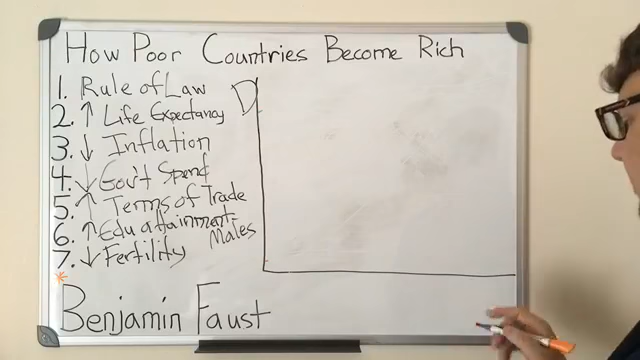 How Poor Countries Become Rich
1. Rule of Law
2. ↑ Life Expectancy
3. ↓ Inflation
4. ↓ Gov't Spend
5. ↑ Terms of Trade
6. ↑ Edu attainment-
Males
7. ↓ Fertility
D
* Benjamin Faust